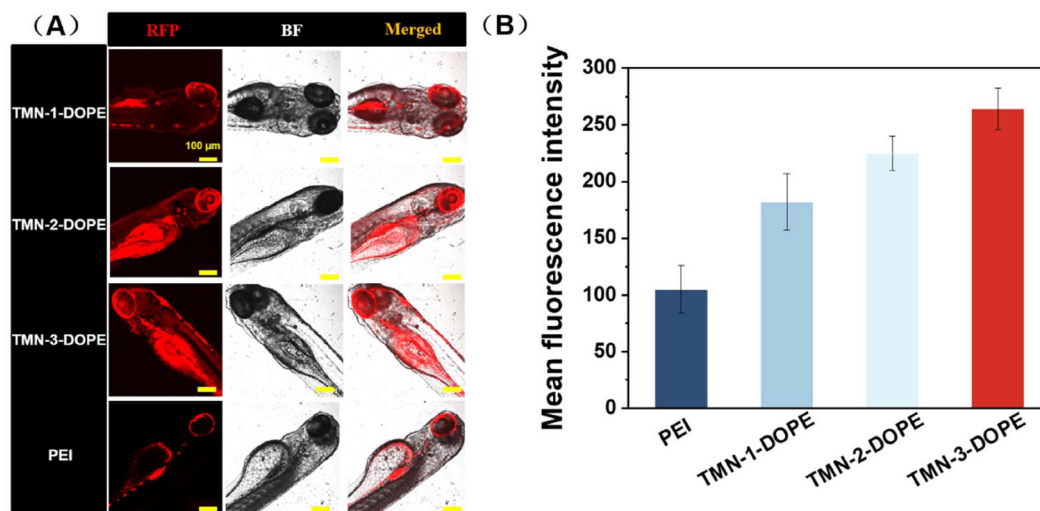 (A)
RFP BF Merged
TMN-1-DOPE
100 μm
TMN-2-DOPE
TMN-3-DOPE
PEI
(B)
Mean fluorescence intensity
300
250
200
150
100
50
0
PEI
TMN-1-DOPE
TMN-2-DOPE
TMN-3-DOPE